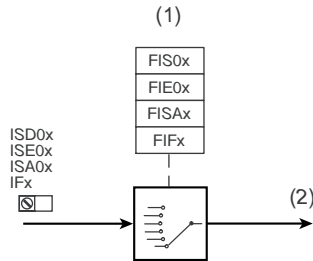 (1)
FIS0x
FIE0x
FISAx
FIFx
ISD0x
ISE0x
ISA0x
IFx
(2)